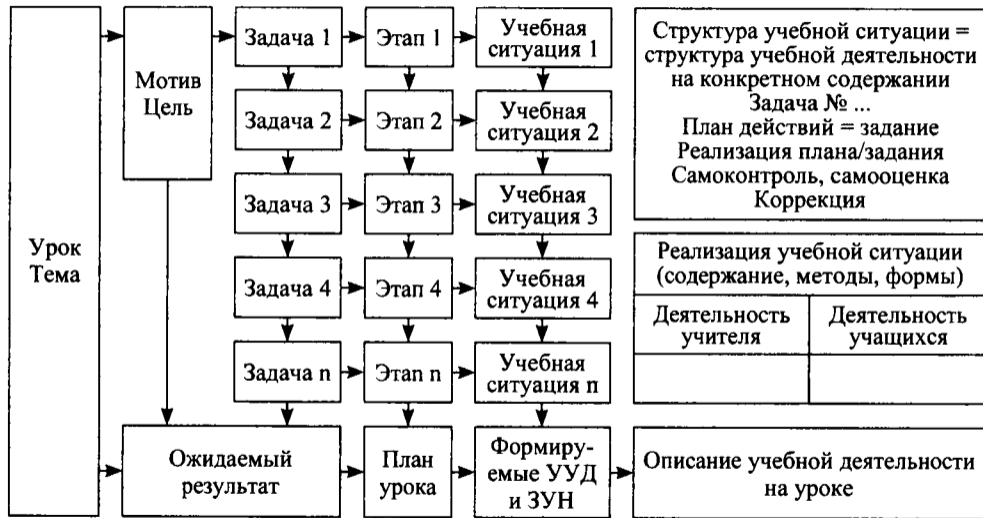 Урок
Тема
Мотив
Цель
Задача 1
Этап 1
Учебная
ситуация 1
Задача 2
Этап 2
Учебная
ситуация 2
Задача 3
Этап 3
Учебная
ситуация 3
Задача 4
Этап 4
Учебная
ситуация 4
Задача n
Этап n
Учебная
ситуация n
Ожидаемый
результат
План
урока
Формиру-
емые УУД
и ЗУН
Структура учебной ситуации =
структура учебной деятельности
на конкретном содержании
Задача № ...
План действий = задание
Реализация плана/задания
Самоконтроль, самооценка
Коррекция
Реализация учебной ситуации
(содержание, методы, формы)
Деятельность
учителя
Деятельность
учащихся
Описание учебной деятельности
на уроке